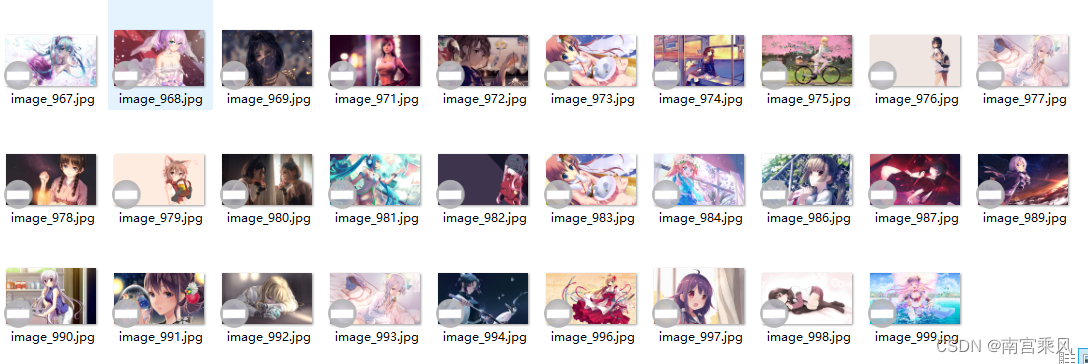 image_967.jpg image_968.jpg image_969.jpg image_971.jpg image_972.jpg image_973.jpg image_974.jpg image_975.jpg image_976.jpg image_977.jpg
image_978.jpg image_979.jpg image_980.jpg image_981.jpg image_982.jpg image_983.jpg image_984.jpg image_986.jpg image_987.jpg image_989.jpg
image_990.jpg image_991.jpg image_992.jpg image_993.jpg image_994.jpg image_996.jpg image_997.jpg image_998.jpg image_999.jpg
CSDN @南宫乘风